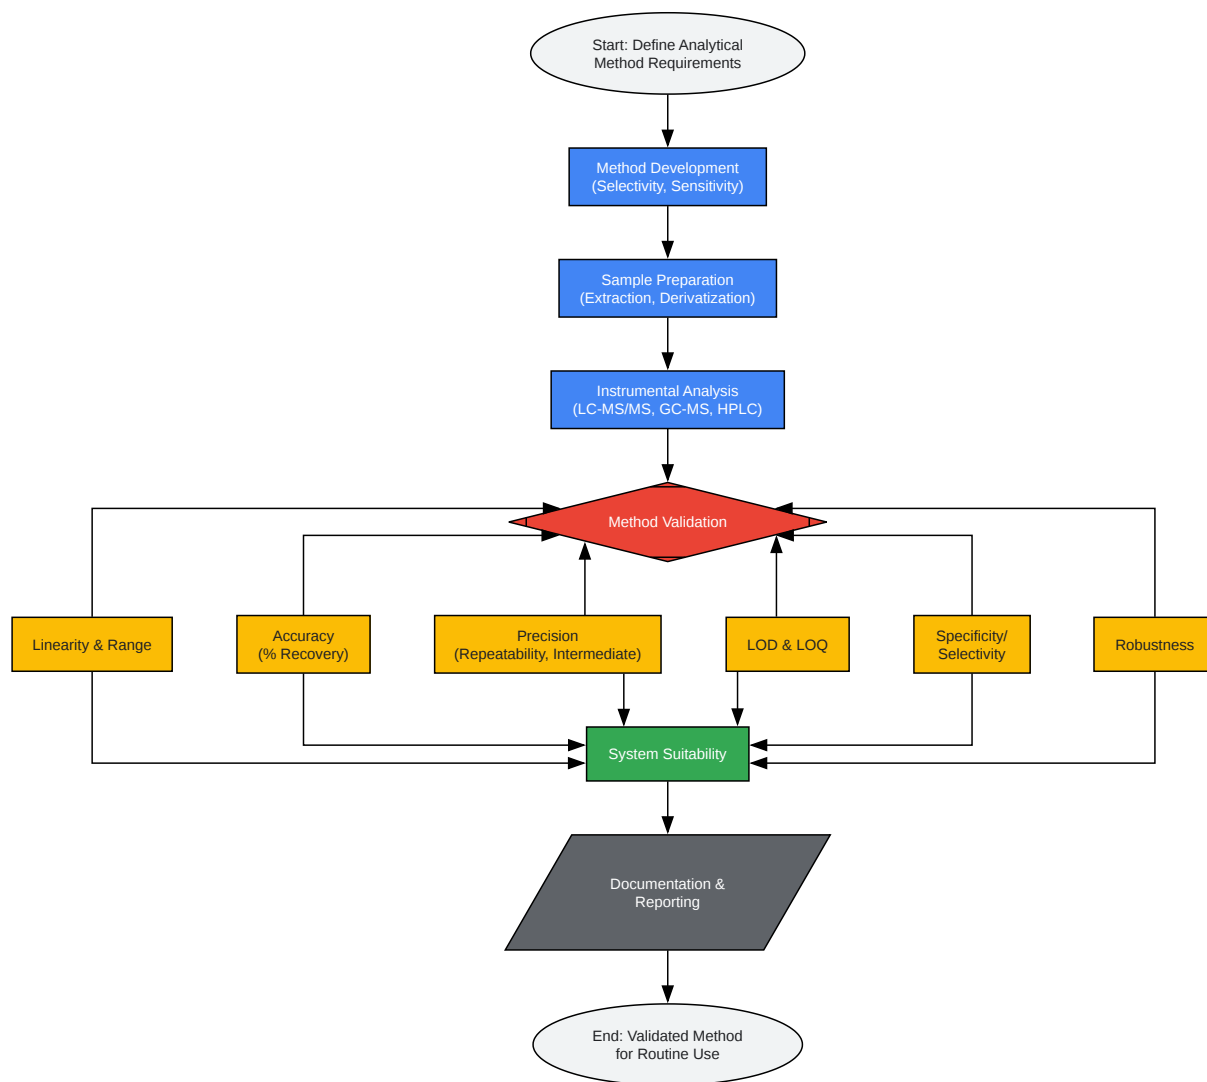 Start: Define Analytical
Method Requirements
Method Development
(Selectivity, Sensitivity)
Sample Preparation
(Extraction, Derivatization)
Instrumental Analysis
(LC-MS/MS, GC-MS, HPLC)
Method Validation
Linearity & Range
Accuracy
(% Recovery)
Precision
(Repeatability, Intermediate)
LOD & LOQ
Specificity/
Selectivity
Robustness
System Suitability
Documentation &
Reporting
End: Validated Method
for Routine Use